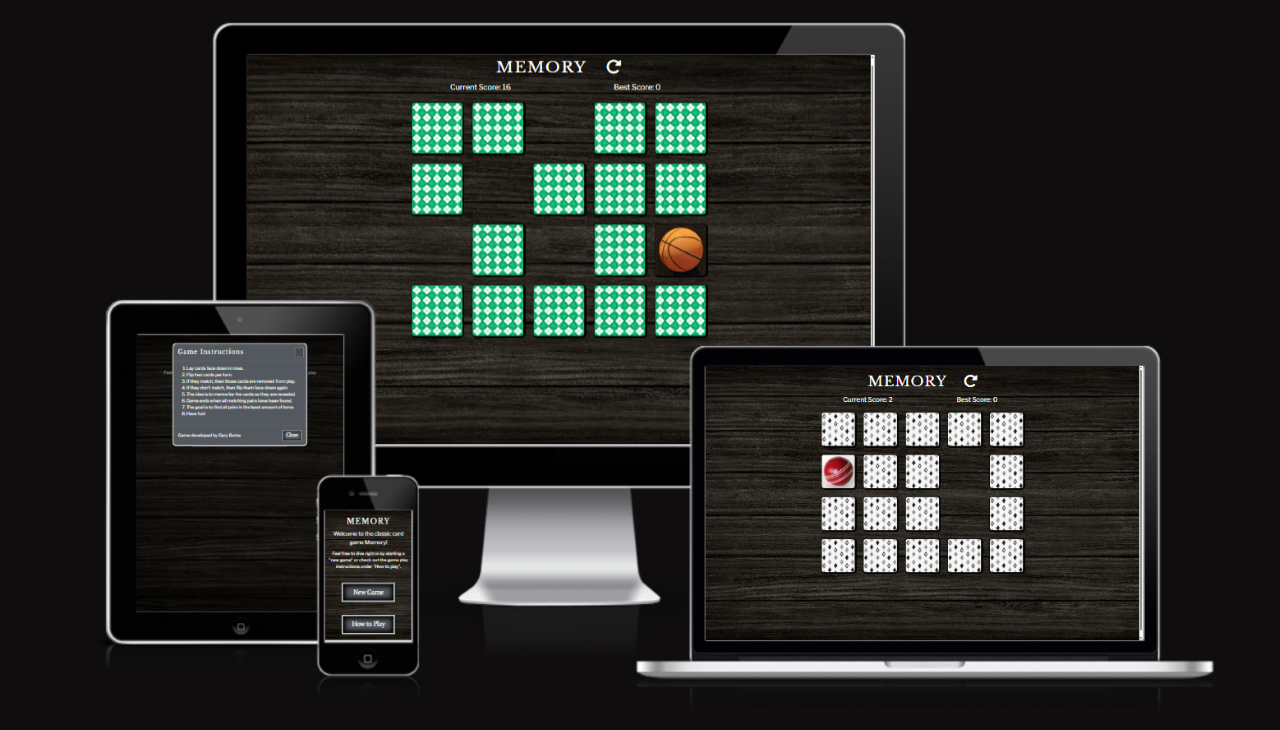 MEMORY
Current Score: 16 Best Score: 0
Game Instructions
1. Lay cards face down in rows.
2. Flip two cards per turn.
3. If they match, then those cards are removed from play.
4. If they don't match, then flip them face down again.
5. The idea is to memorize the cards as they are revealed.
6. Game ends when all matching pairs have been found.
7. The goal is to find all pairs in the least amount of turns.
8. Have fun!
Game developed by Gary Burke
Close
MEMORY
Welcome to the classic card
game Memory!
Feel free to dive right in by starting a
"new game" or check out the game play
instructions under "How to play".
New Game
How to Play
MEMORY
Current Score: 2 Best Score: 0